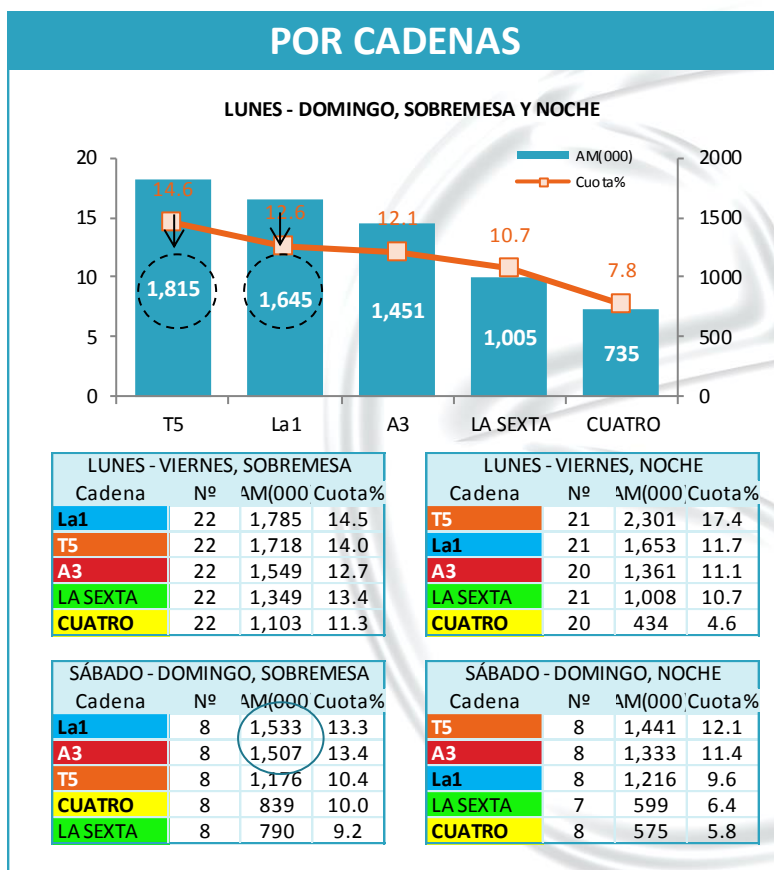 POR CADENAS
LUNES - DOMINGO, SOBREMESA Y NOCHE
20 2000
AM(000)
Cuota%
14.6 12.6 12.1 10.7 7.8
15 1500
10 1000
5 500
0 0
1,815 1,645 1,451 1,005 735
T5 La1 A3 LA SEXTA CUATRO
LUNES - VIERNES, SOBREMESA
Cadena Nº AM(000) Cuota%
La1 22 1,785 14.5
T5 22 1,718 14.0
A3 22 1,549 12.7
LA SEXTA 22 1,349 13.4
CUATRO 22 1,103 11.3
LUNES - VIERNES, NOCHE
Cadena Nº AM(000) Cuota%
T5 21 2,301 17.4
La1 21 1,653 11.7
A3 20 1,361 11.1
LA SEXTA 21 1,008 10.7
CUATRO 20 434 4.6
SÁBADO - DOMINGO, SOBREMESA
Cadena Nº AM(000) Cuota%
La1 8 1,533 13.3
A3 8 1,507 13.4
T5 8 1,176 10.4
CUATRO 8 839 10.0
LA SEXTA 8 790 9.2
SÁBADO - DOMINGO, NOCHE
Cadena Nº AM(000) Cuota%
T5 8 1,441 12.1
A3 8 1,333 11.4
La1 8 1,216 9.6
LA SEXTA 7 599 6.4
CUATRO 8 575 5.8